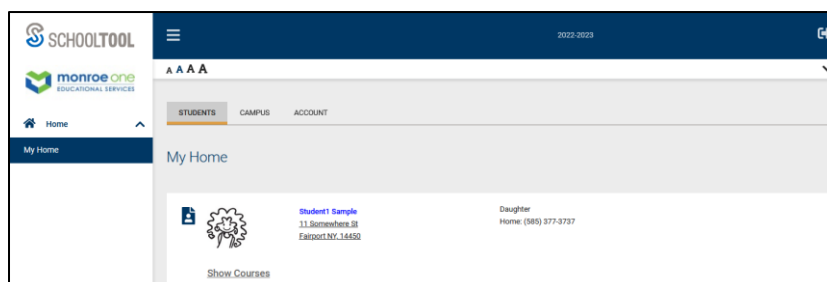 SCHOOLTOOL
2022-2023
monroe one
EDUCATIONAL SERVICES
A A A A
Home
My Home
STUDENTS CAMPUS ACCOUNT
My Home
Student1 Sample
11 Somewhere St
Fairport NY, 14450
Daughter
Home: (585) 377-3737
Show Courses